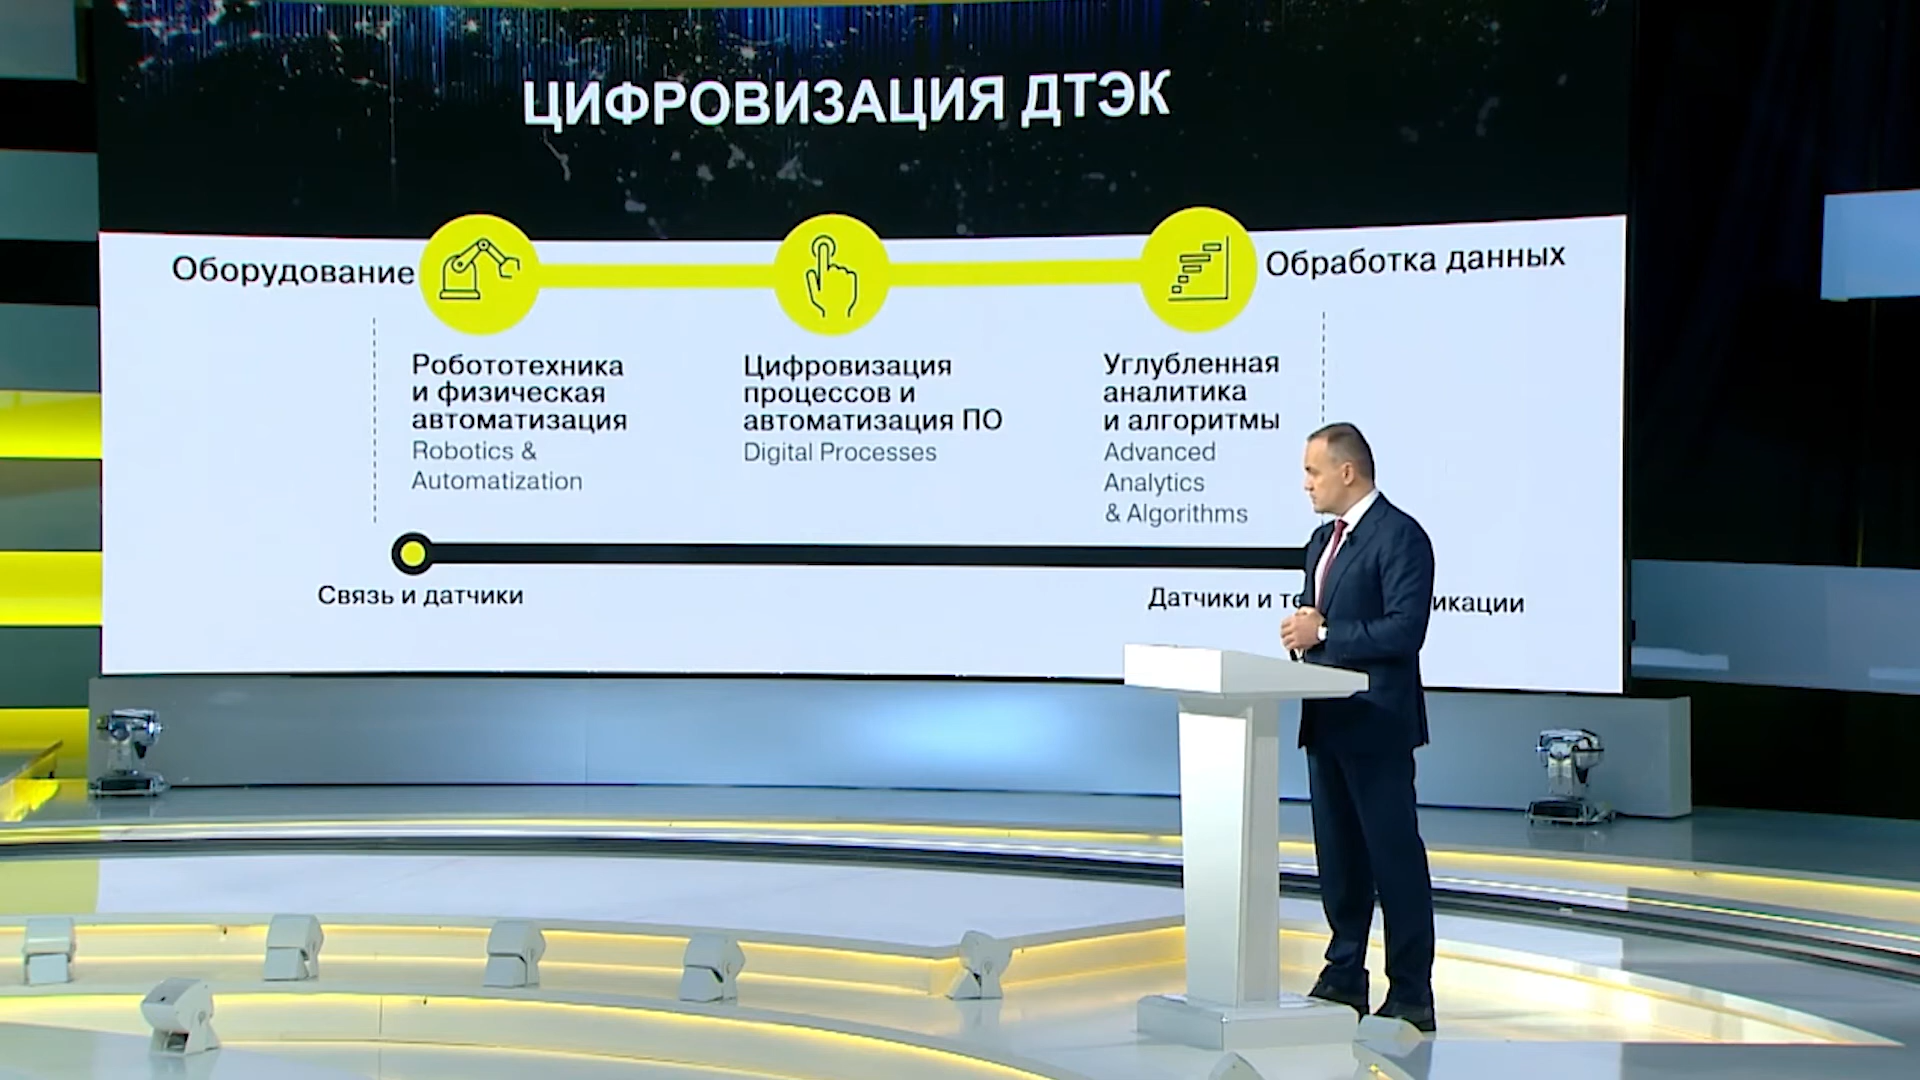 ЦИФРОВИЗАЦИЯ ДТЭК
Оборудование
Обработка данных
Робототехника
и физическая
автоматизация
Robotics &
Automatization
Цифровизация
процессов и
автоматизация ПО
Digital Processes
Углубленная
аналитика
и алгоритмы
Advanced
Analytics
& Algorithms
Связь и датчики
Датчики и